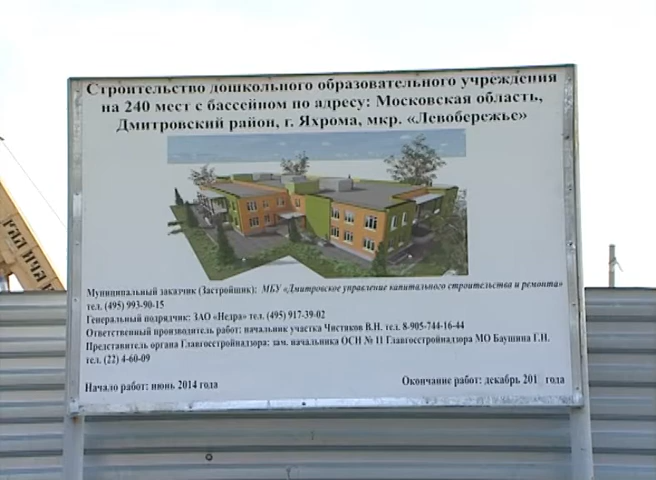 Строительство дошкольного образовательного учреждения
на 240 мест с бассейном по адресу: Московская область,
Дмитровский район, г. Яхрома, мкр. «Левобережье»
Муниципальный заказчик (Застройщик): МБУ «Дмитровское управление капитального строительства и ремонта»
тел. (495) 993-90-15
Генеральный подрядчик: ЗАО «Недра» тел. (495) 917-39-02
Ответственный производитель работ: начальник участка Чистяков В.Н. тел. 8-905-744-16-44
Представитель органа Главгосстройнадзора: зам. начальника ОСН № 11 Главгосстройнадзора МО Баушина Г.Н.
тел. (22) 4-60-09
Начало работ: июнь 2014 года
Окончание работ: декабрь 201 года